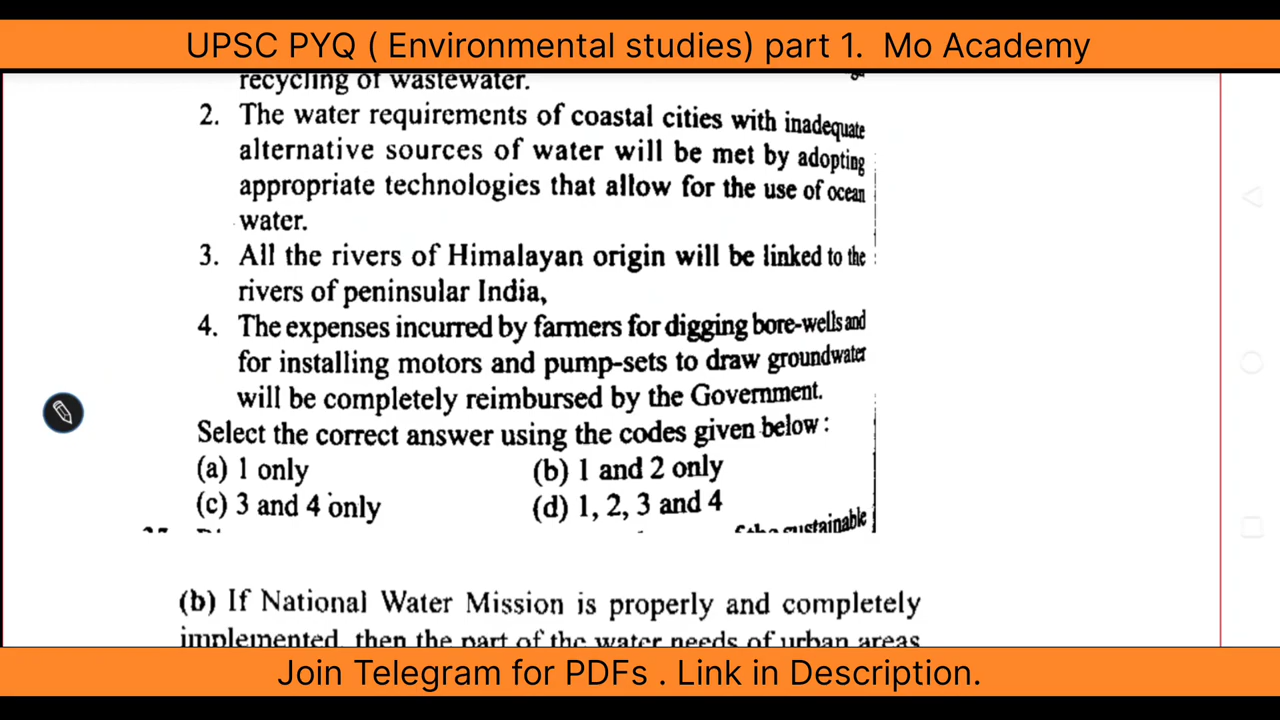 UPSC PYQ ( Environmental studies) part 1. Mo Academy
recycling of wastewater.
2. The water requirements of coastal cities with inadequate
alternative sources of water will be met by adopting
appropriate technologies that allow for the use of ocean
water.
3. All the rivers of Himalayan origin will be linked to the
rivers of peninsular India,
4. The expenses incurred by farmers for digging bore-wells and
for installing motors and pump-sets to draw groundwater
will be completely reimbursed by the Government.
Select the correct answer using the codes given below :
(a) 1 only (b) 1 and 2 only
(c) 3 and 4 only (d) 1, 2, 3 and 4
sustainable
(b) If National Water Mission is properly and completely
implemented, then the part of the water needs of urban areas
Join Telegram for PDFs . Link in Description.